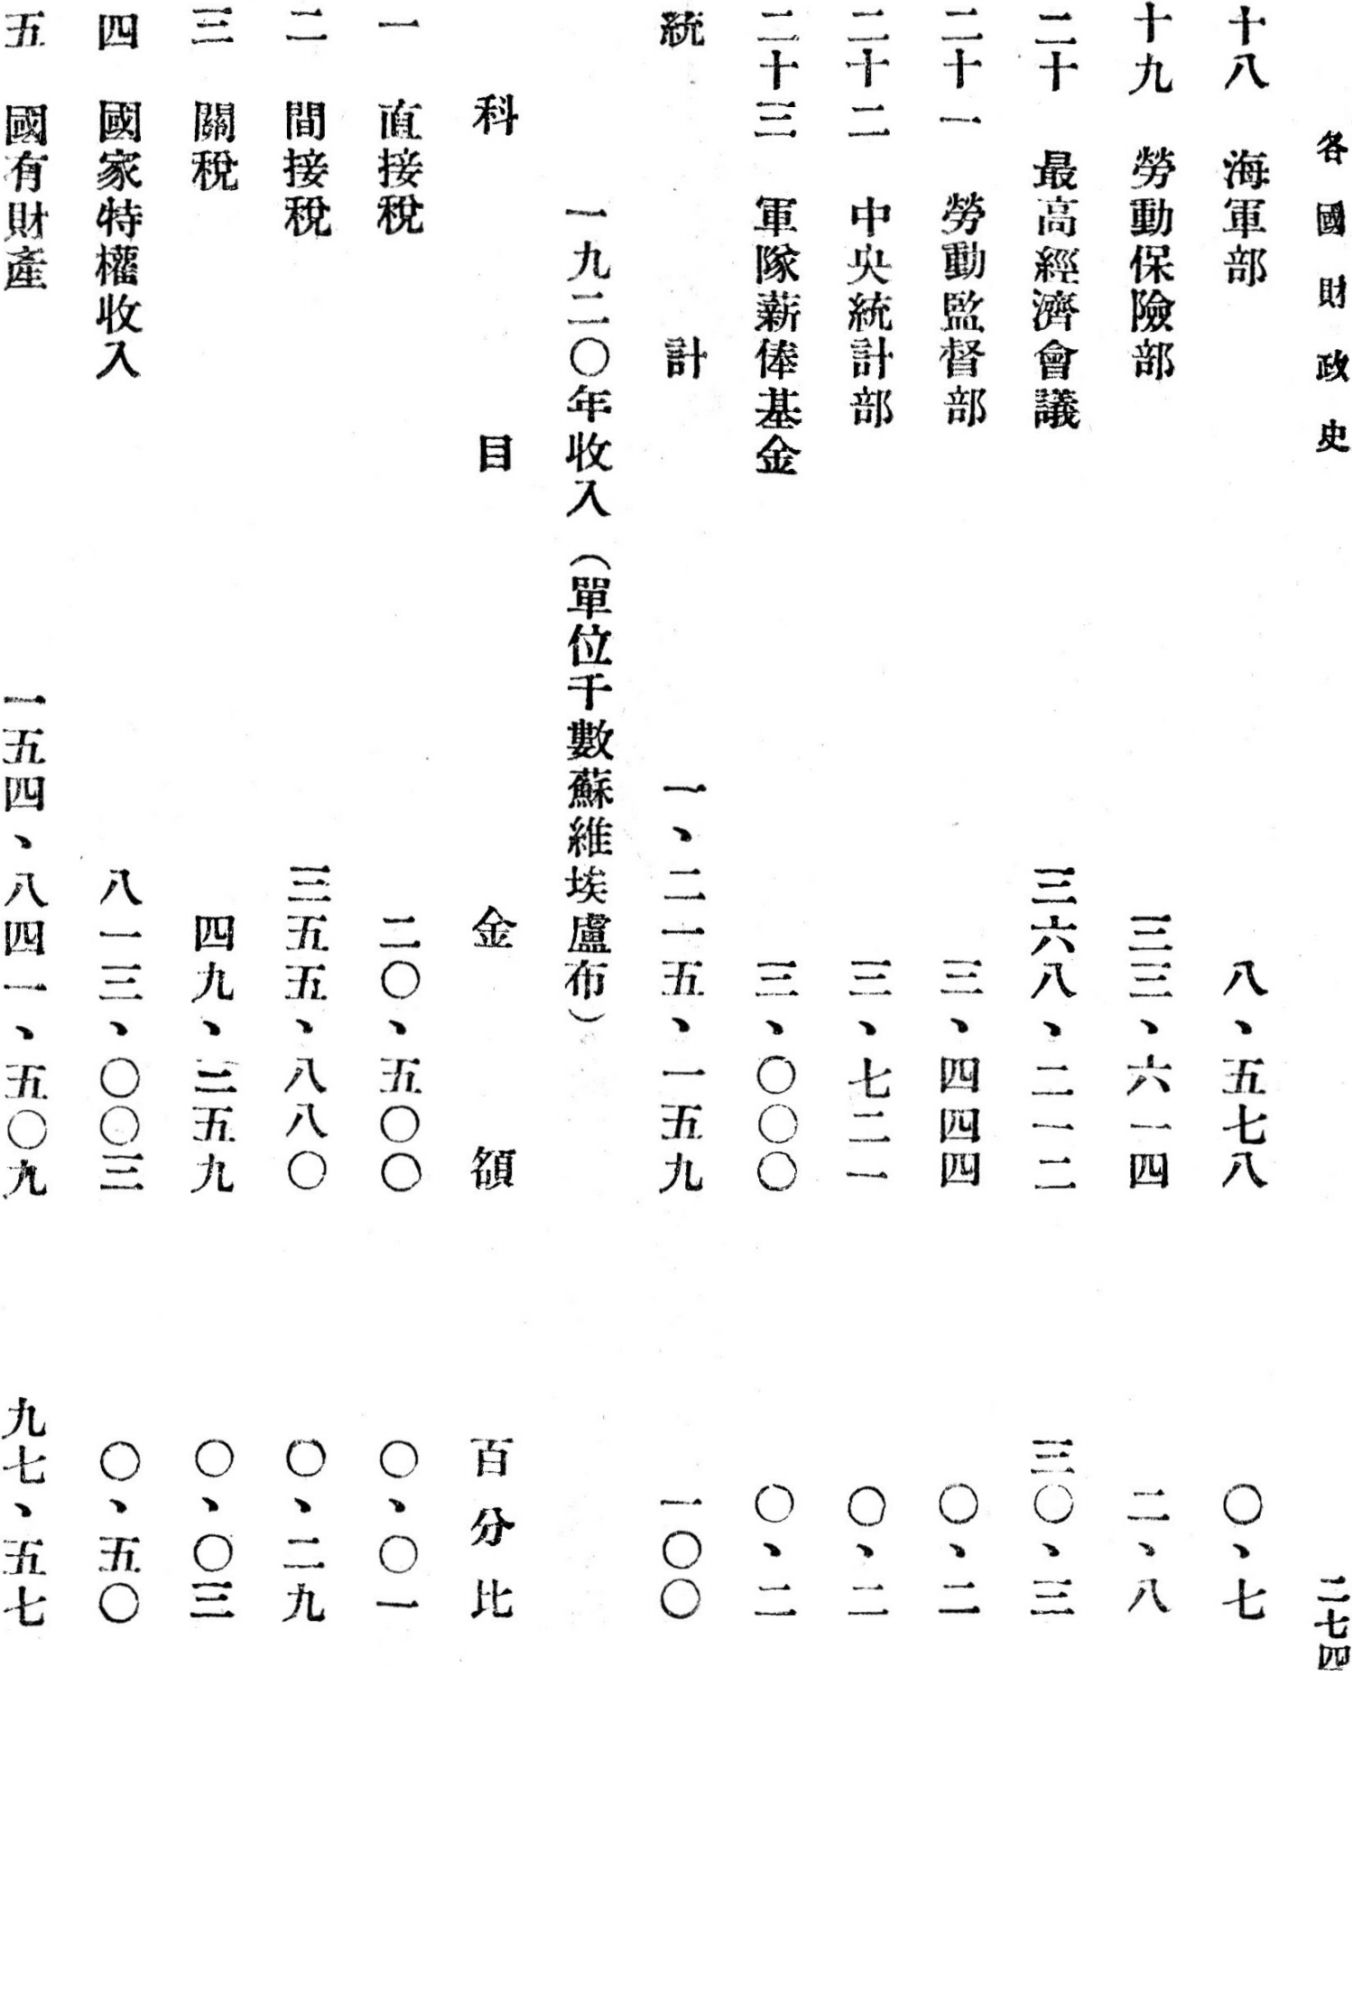 各國財政史 二七四
十八 海軍部 八、五七八 〇、七
十九 勞動保險部 三三、六一四 二、八
二十 最高經濟會議 三六八、二一二 三〇、三
二十一 勞動監督部 三、四四四 〇、二
二十二 中央統計部 三、七二一 〇、二
二十三 軍隊薪俸基金 三、〇〇〇 〇、二
統計 一、二一五、一五九 一〇〇
一九二〇年收入（單位千數蘇維埃盧布）
科目 金額 百分比
一 直接稅 二〇、五〇〇 〇、〇一
二 間接稅 三五五、八八〇 〇、二九
三 關稅 四九、三五九 〇、〇三
四 國家特權收入 八一三、〇〇三 〇、五〇
五 國有財產 一五四、八四一、五〇九 九七、五七